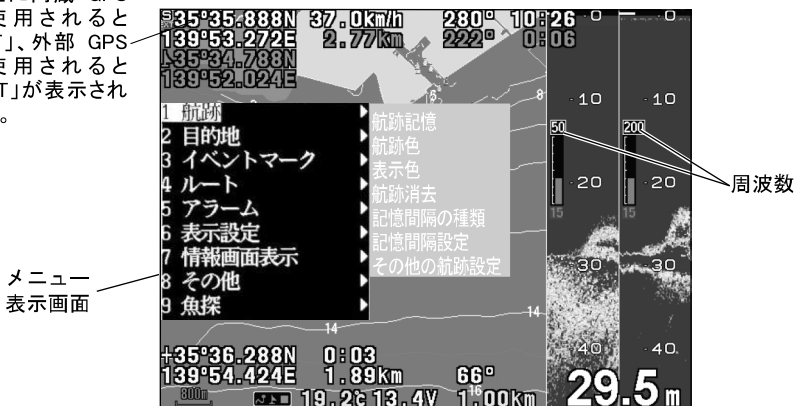 使用されると
」、外部 GPS
使用されると
T」が表示され
。
35°35.888N 37.0km/h 280° 10:26
139°53.272E 2.77km 222° 0:06
35°34.788N
139°52.024E
1 航跡
2 目的地
3 イベントマーク
4 ルート
5 アラーム
6 表示設定
7 情報画面表示
8 その他
9 魚探
航跡記憶
航跡色
表示色
航跡消去
記憶間隔の種類
記憶間隔設定
その他の航跡設定
8
14
14
+35°36.288N 0:03
139°54.424E 1.89km 66°
800m 19.2℃ 13.4V 1.00km
16
0 0
10 10
50 200
20 20
15 15
30 30
40 40
29.5m
周波数
メニュー
表示画面